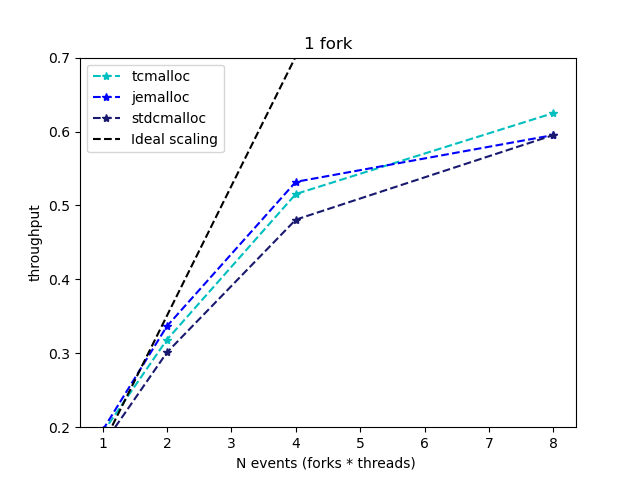 1 fork
tcmalloc
jemalloc
stdcmalloc
Ideal scaling
throughput
0.7
0.6
0.5
0.4
0.3
0.2
1 2 3 4 5 6 7 8
N events (forks * threads)